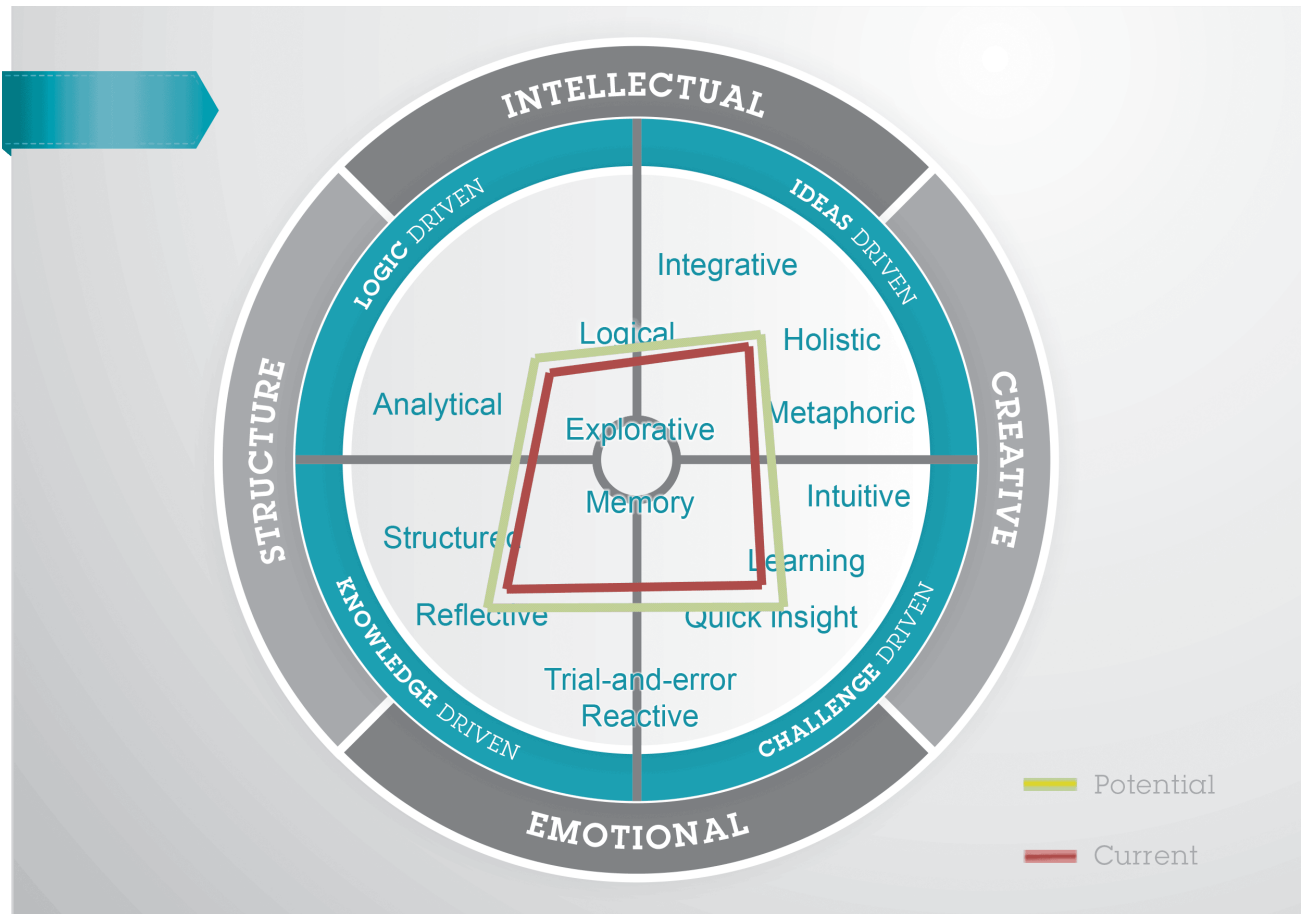 INTELLECTUAL
LOGIC DRIVEN
IDEAS DRIVEN
Integrative
Logical
Holistic
Analytical
Metaphoric
Explorative
STRUCTURE
CREATIVE
Memory
Intuitive
Structured
Learning
Reflective
Quick Insight
Trial-and-error
Reactive
KNOWLEDGE DRIVEN
CHALLENGE DRIVEN
EMOTIONAL
Potential
Current